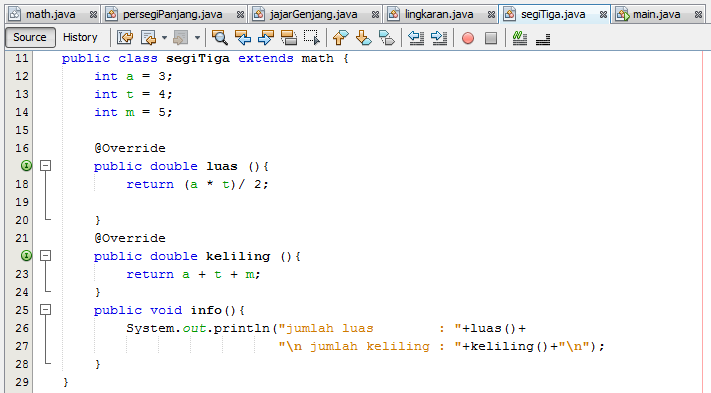 math.java persegiPanjang.java jajarGenjang.java lingkaran.java segiTiga.java main.java
Source History
11 public class segiTiga extends math {
12     int a = 3;
13     int t = 4;
14     int m = 5;
15
16     @Override
    public double luas (){
18         return (a * t)/ 2;
19
20     }
21     @Override
    public double keliling (){
23         return a + t + m;
24     }
25     public void info(){
26         System.out.println("jumlah luas        : "+luas()+
27                            "\n jumlah keliling : "+keliling()+"\n");
28     }
29 }